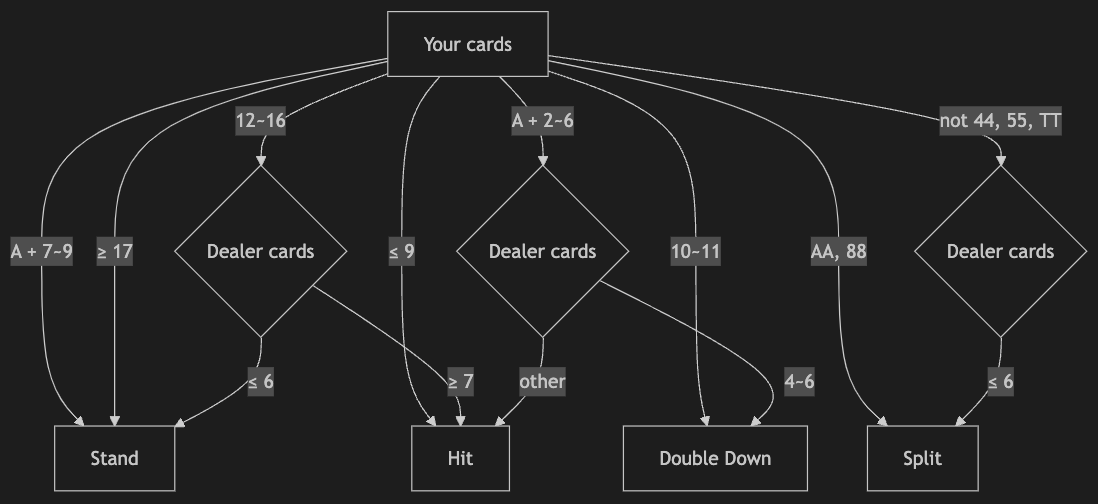 Your cards
12~16
A + 2~6
not 44, 55, TT
A + 7~9
≥ 17
Dealer cards
≤ 9
Dealer cards
10~11
AA, 88
Dealer cards
≤ 6
≥ 7
other
4~6
≤ 6
Stand
Hit
Double Down
Split